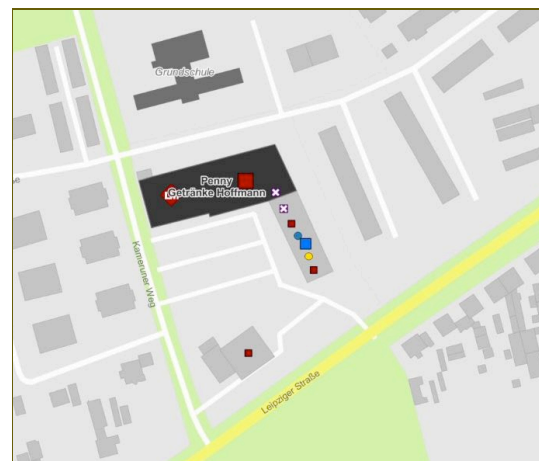 Grundschule
Penny
Getränke Hoffmann
Kameruner Weg
Leipziger Straße